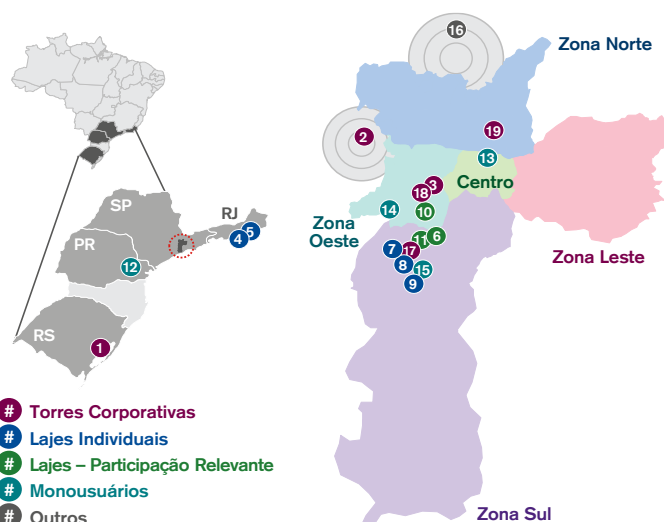 16
Zona Norte
2
19
13
3
18
Centro
SP
RJ
14
10
Zona
Oeste
5
4
6
11
7
17
Zona Leste
PR
12
8
15
9
RS
1
# Torres Corporativas
# Lajes Individuais
# Lajes – Participação Relevante
# Monousuários
# Outros
Zona Sul